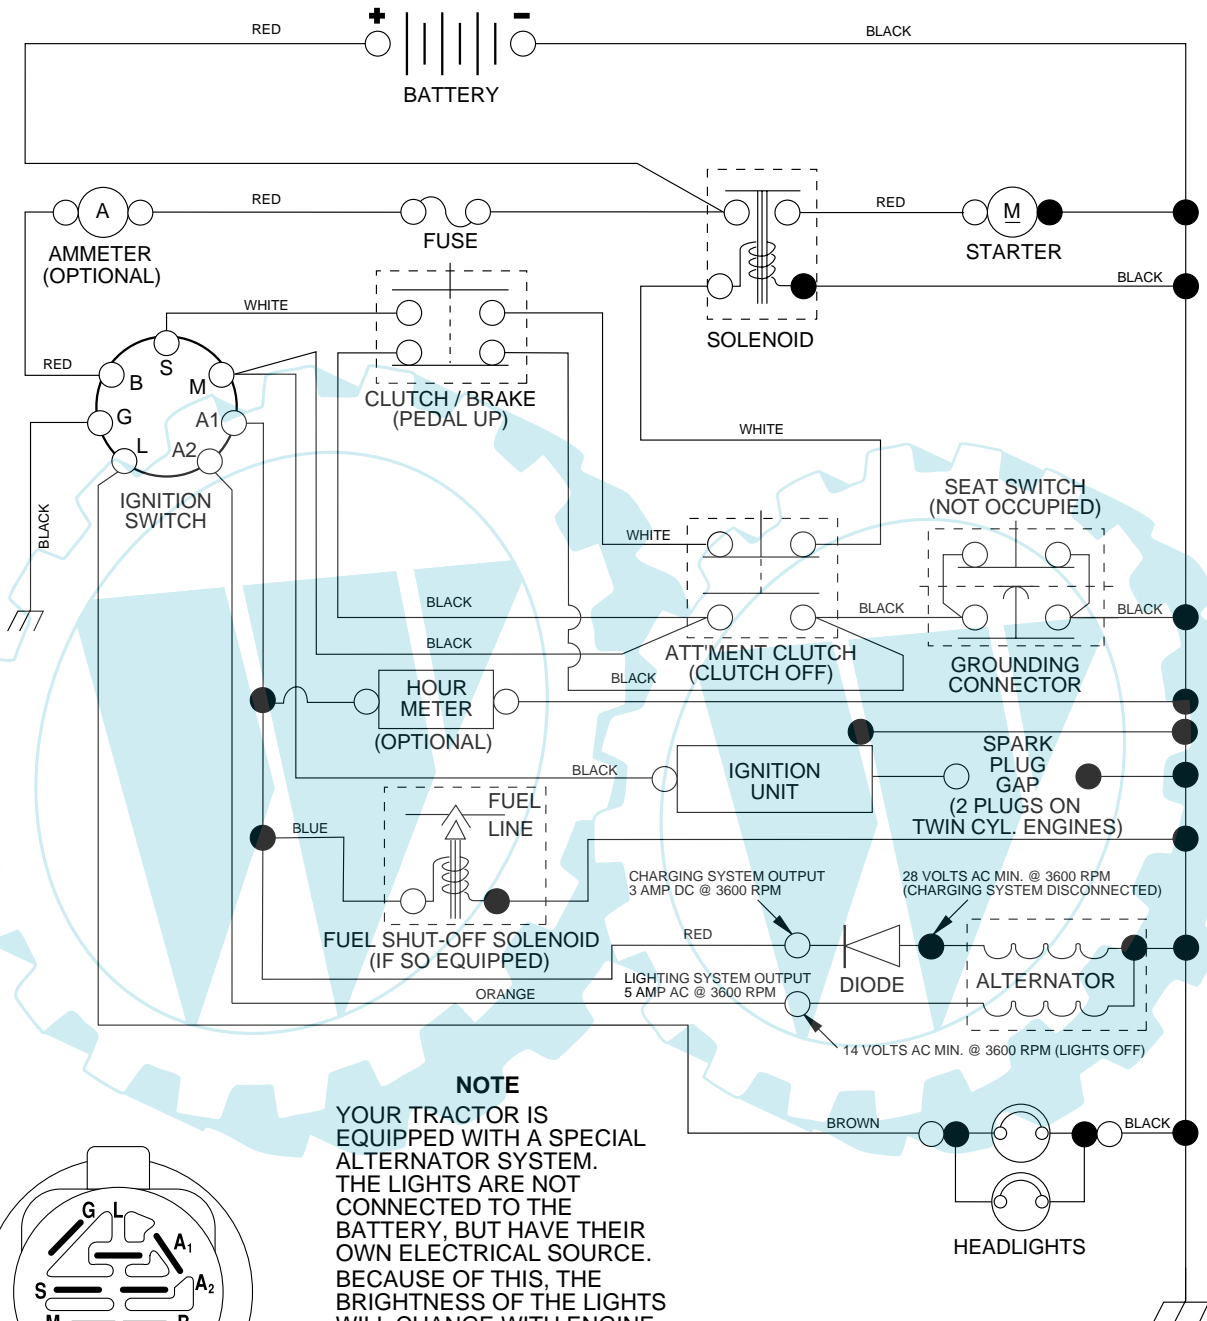 +
−
RED
BLACK
BATTERY
RED
A
FUSE
AMMETER
(OPTIONAL)
RED
M
STARTER
BLACK
SOLENOID
WHITE
S
RED
B
M
G
A1
L
A2
CLUTCH / BRAKE
(PEDAL UP)
WHITE
IGNITION
SWITCH
BLACK
SEAT SWITCH
(NOT OCCUPIED)
WHITE
BLACK
BLACK
BLACK
BLACK
ATT'MENT CLUTCH
(CLUTCH OFF)
GROUNDING
CONNECTOR
BLACK
HOUR
METER
(OPTIONAL)
BLACK
IGNITION
UNIT
SPARK
PLUG
GAP
(2 PLUGS ON
TWIN CYL. ENGINES)
FUEL
LINE
BLUE
CHARGING SYSTEM OUTPUT
3 AMP DC @ 3600 RPM
28 VOLTS AC MIN. @ 3600 RPM
(CHARGING SYSTEM DISCONNECTED)
FUEL SHUT-OFF SOLENOID
(IF SO EQUIPPED)
RED
DIODE
ALTERNATOR
LIGHTING SYSTEM OUTPUT
5 AMP AC @ 3600 RPM
ORANGE
14 VOLTS AC MIN. @ 3600 RPM (LIGHTS OFF)
NOTE
YOUR TRACTOR IS
EQUIPPED WITH A SPECIAL
ALTERNATOR SYSTEM.
THE LIGHTS ARE NOT
CONNECTED TO THE
BATTERY, BUT HAVE THEIR
OWN ELECTRICAL SOURCE.
BECAUSE OF THIS, THE
BRIGHTNESS OF THE LIGHTS
WILL CHANGE WITH ENGINE
BROWN
BLACK
HEADLIGHTS
G
L
A1
S
A2
M
B